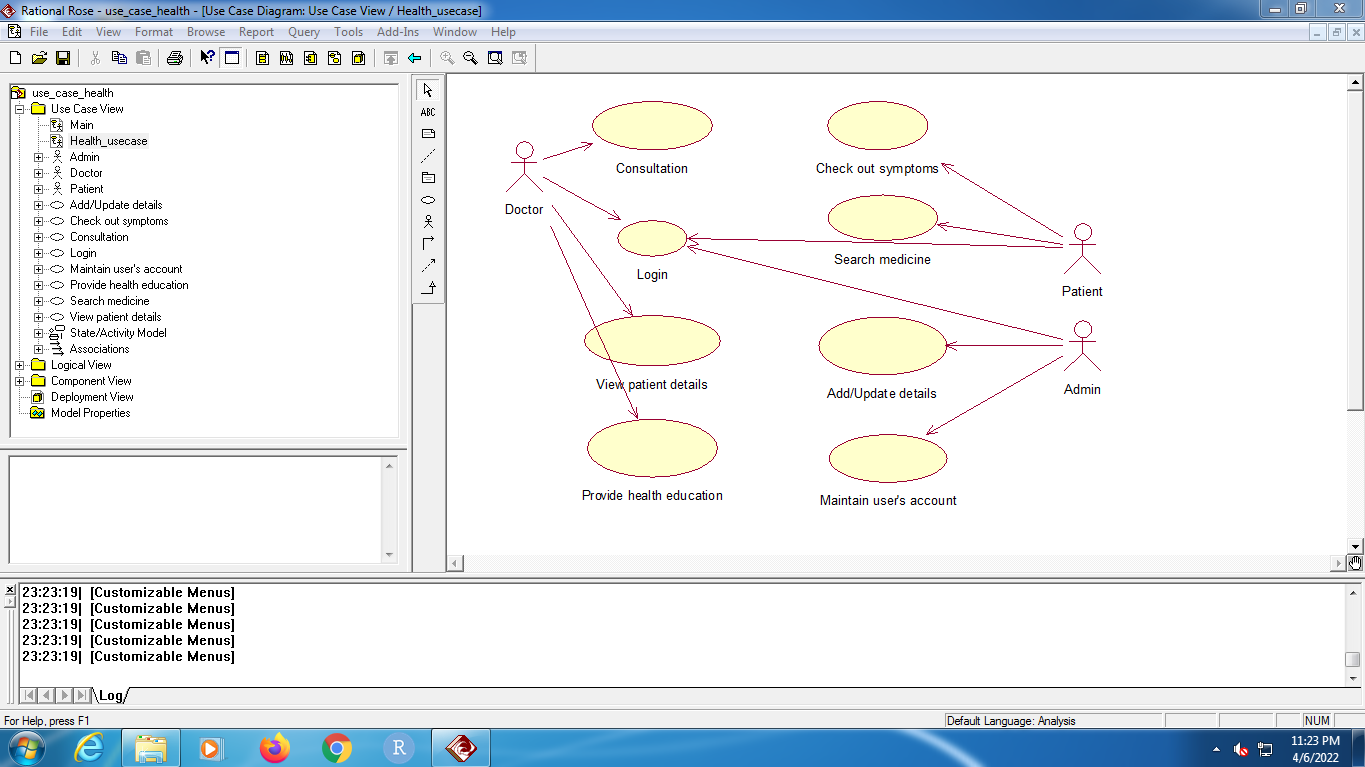 Rational Rose - use_case_health - [Use Case Diagram: Use Case View / Health_usecase]
File Edit View Format Browse Report Query Tools Add-Ins Window Help
use_case_health
Use Case View
Main
Health_usecase
Admin
Doctor
Patient
Add/Update details
Check out symptoms
Consultation
Login
Maintain user's account
Provide health education
Search medicine
View patient details
State/Activity Model
Associations
Logical View
Component View
Deployment View
Model Properties
ABC
Consultation
Check out symptoms
Doctor
Login
Search medicine
Patient
View patient details
Add/Update details
Admin
Provide health education
Maintain user's account
23:23:19| [Customizable Menus]
23:23:19| [Customizable Menus]
23:23:19| [Customizable Menus]
23:23:19| [Customizable Menus]
23:23:19| [Customizable Menus]
Log
For Help, press F1
Default Language: Analysis
NUM
R
11:23 PM
4/6/2022